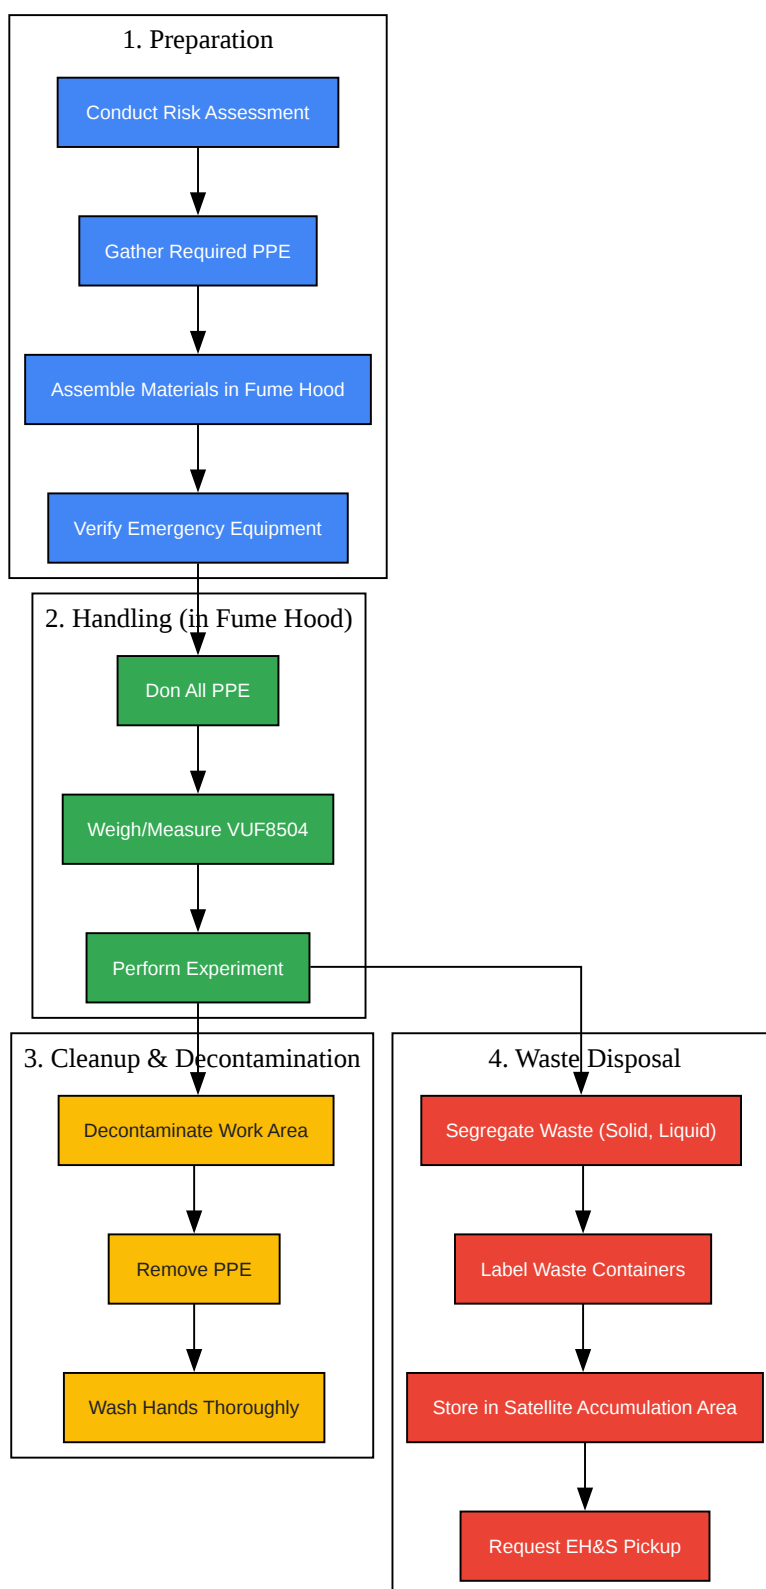 1. Preparation
Conduct Risk Assessment
Gather Required PPE
Assemble Materials in Fume Hood
Verify Emergency Equipment
2. Handling (in Fume Hood)
Don All PPE
Weigh/Measure VUF8504
Perform Experiment
3. Cleanup & Decontamination
Decontaminate Work Area
Remove PPE
Wash Hands Thoroughly
4. Waste Disposal
Segregate Waste (Solid, Liquid)
Label Waste Containers
Store in Satellite Accumulation Area
Request EH&S Pickup